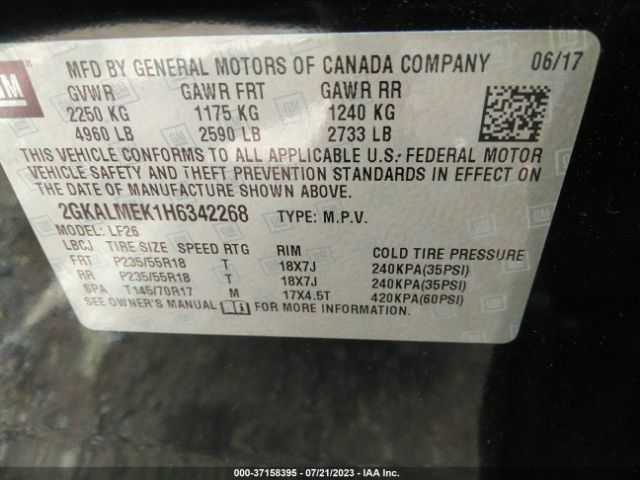 GM
MFD BY GENERAL MOTORS OF CANADA COMPANY 06/17
GVWR GAWR FRT GAWR RR
2250 KG 1175 KG 1240 KG
4960 LB 2590 LB 2733 LB
THIS VEHICLE CONFORMS TO ALL APPLICABLE U.S. FEDERAL MOTOR
VEHICLE SAFETY AND THEFT PREVENTION STANDARDS IN EFFECT ON
THE DATE OF MANUFACTURE SHOWN ABOVE.
2GKALMEK1H6342268 TYPE: M.P.V.
MODEL: LF26
LBCJ TIRE SIZE SPEED RTG RIM COLD TIRE PRESSURE
FRT P235/55R18 T 18X7J 240KPA(35PSI)
RR P235/55R18 T 18X7J 240KPA(35PSI)
SPA T145/70R17 M 17X4.5T 420KPA(60PSI)
SEE OWNER'S MANUAL FOR MORE INFORMATION.
000-37158395 - 07/21/2023 - IAA Inc.